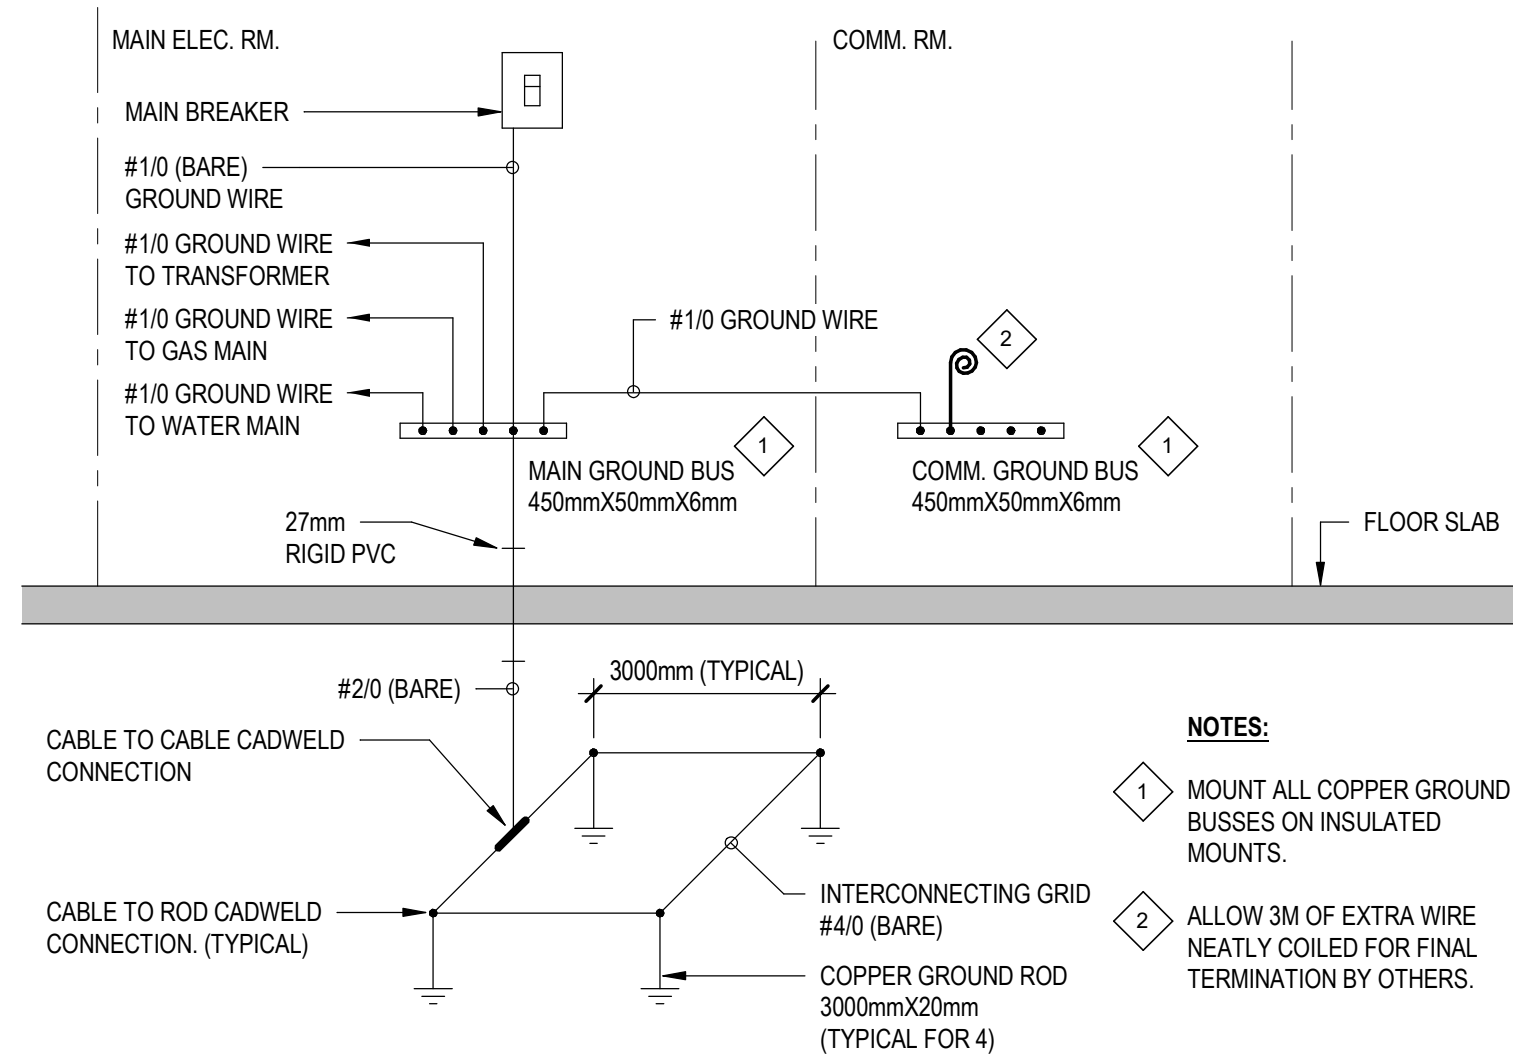 MAIN ELEC. RM.
COMM. RM.
MAIN BREAKER
#1/0 (BARE)
GROUND WIRE
#1/0 GROUND WIRE
TO TRANSFORMER
#1/0 GROUND WIRE
TO GAS MAIN
#1/0 GROUND WIRE
TO WATER MAIN
#1/0 GROUND WIRE
2
1
1
MAIN GROUND BUS
450mmX50mmX6mm
COMM. GROUND BUS
450mmX50mmX6mm
27mm
RIGID PVC
FLOOR SLAB
3000mm (TYPICAL)
#2/0 (BARE)
CABLE TO CABLE CADWELD
CONNECTION
CABLE TO ROD CADWELD
CONNECTION. (TYPICAL)
INTERCONNECTING GRID
#4/0 (BARE)
COPPER GROUND ROD
3000mmX20mm
(TYPICAL FOR 4)
NOTES:
1 MOUNT ALL COPPER GROUND
BUSSES ON INSULATED
MOUNTS.
2 ALLOW 3M OF EXTRA WIRE
NEATLY COILED FOR FINAL
TERMINATION BY OTHERS.